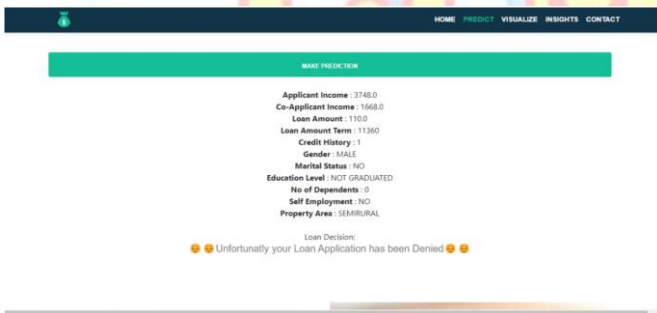 HOME PREDICT VISUALIZE INSIGHTS CONTACT
MAKE PREDICTION
Applicant Income : 3748.0
Co-Applicant Income : 1668.0
Loan Amount : 110.0
Loan Amount Term : 11360
Credit History : 1
Gender : MALE
Marital Status : NO
Education Level : NOT GRADUATED
No of Dependents : 0
Self Employment : NO
Property Area : SEMIRURAL
Loan Decision:
😔 😔 Unfortunatly your Loan Application has been Denied 😔 😔